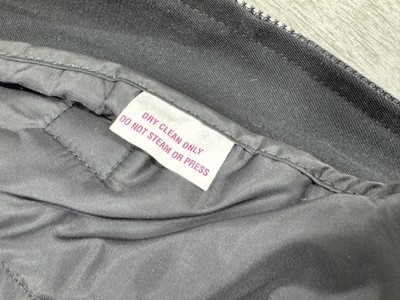 DRY CLEAN ONLY
DO NOT STEAM OR PRESS